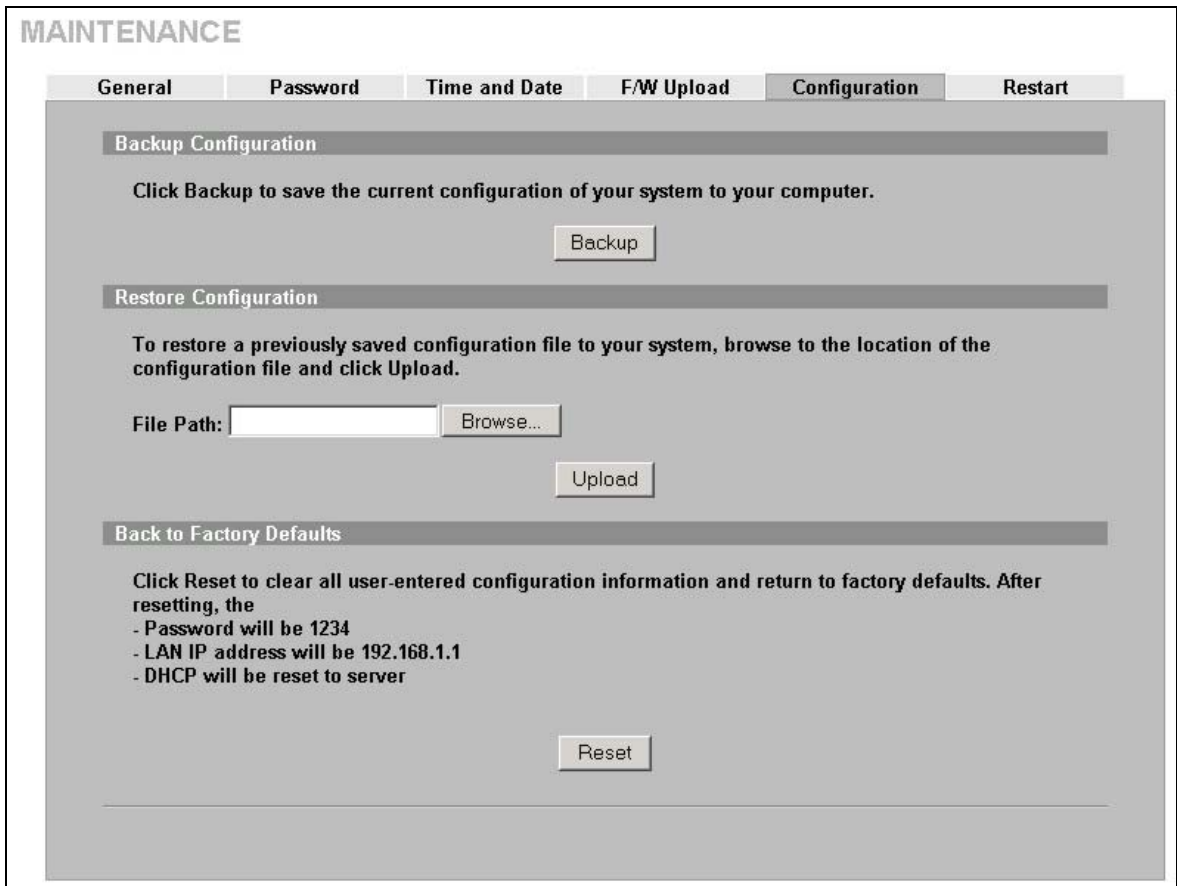 MAINTENANCE
General Password Time and Date F/W Upload Configuration Restart
Backup Configuration
Click Backup to save the current configuration of your system to your computer.
Backup
Restore Configuration
To restore a previously saved configuration file to your system, browse to the location of the
configuration file and click Upload.
File Path: Browse...
Upload
Back to Factory Defaults
Click Reset to clear all user-entered configuration information and return to factory defaults. After
resetting, the
- Password will be 1234
- LAN IP address will be 192.168.1.1
- DHCP will be reset to server
Reset